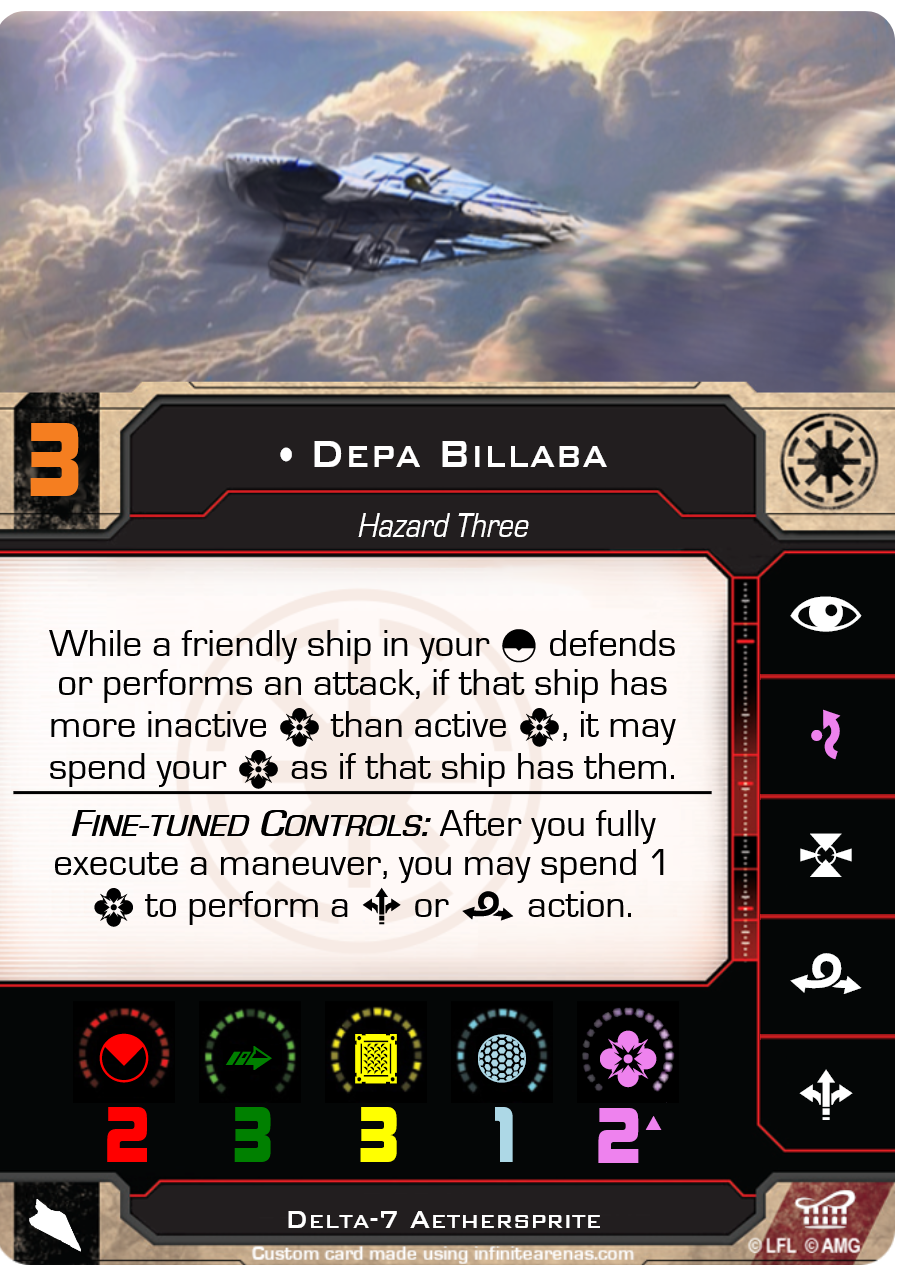 3
• Depa Billaba
Hazard Three
While a friendly ship in your defends
or performs an attack, if that ship has
more inactive than active , it may
spend your as if that ship has them.
Fine-tuned Controls: After you fully
execute a maneuver, you may spend 1
to perform a or action.
2 3 3 1 2
Delta-7 Aethersprite
© LFL © AMG
Custom card made using infinitearenas.com